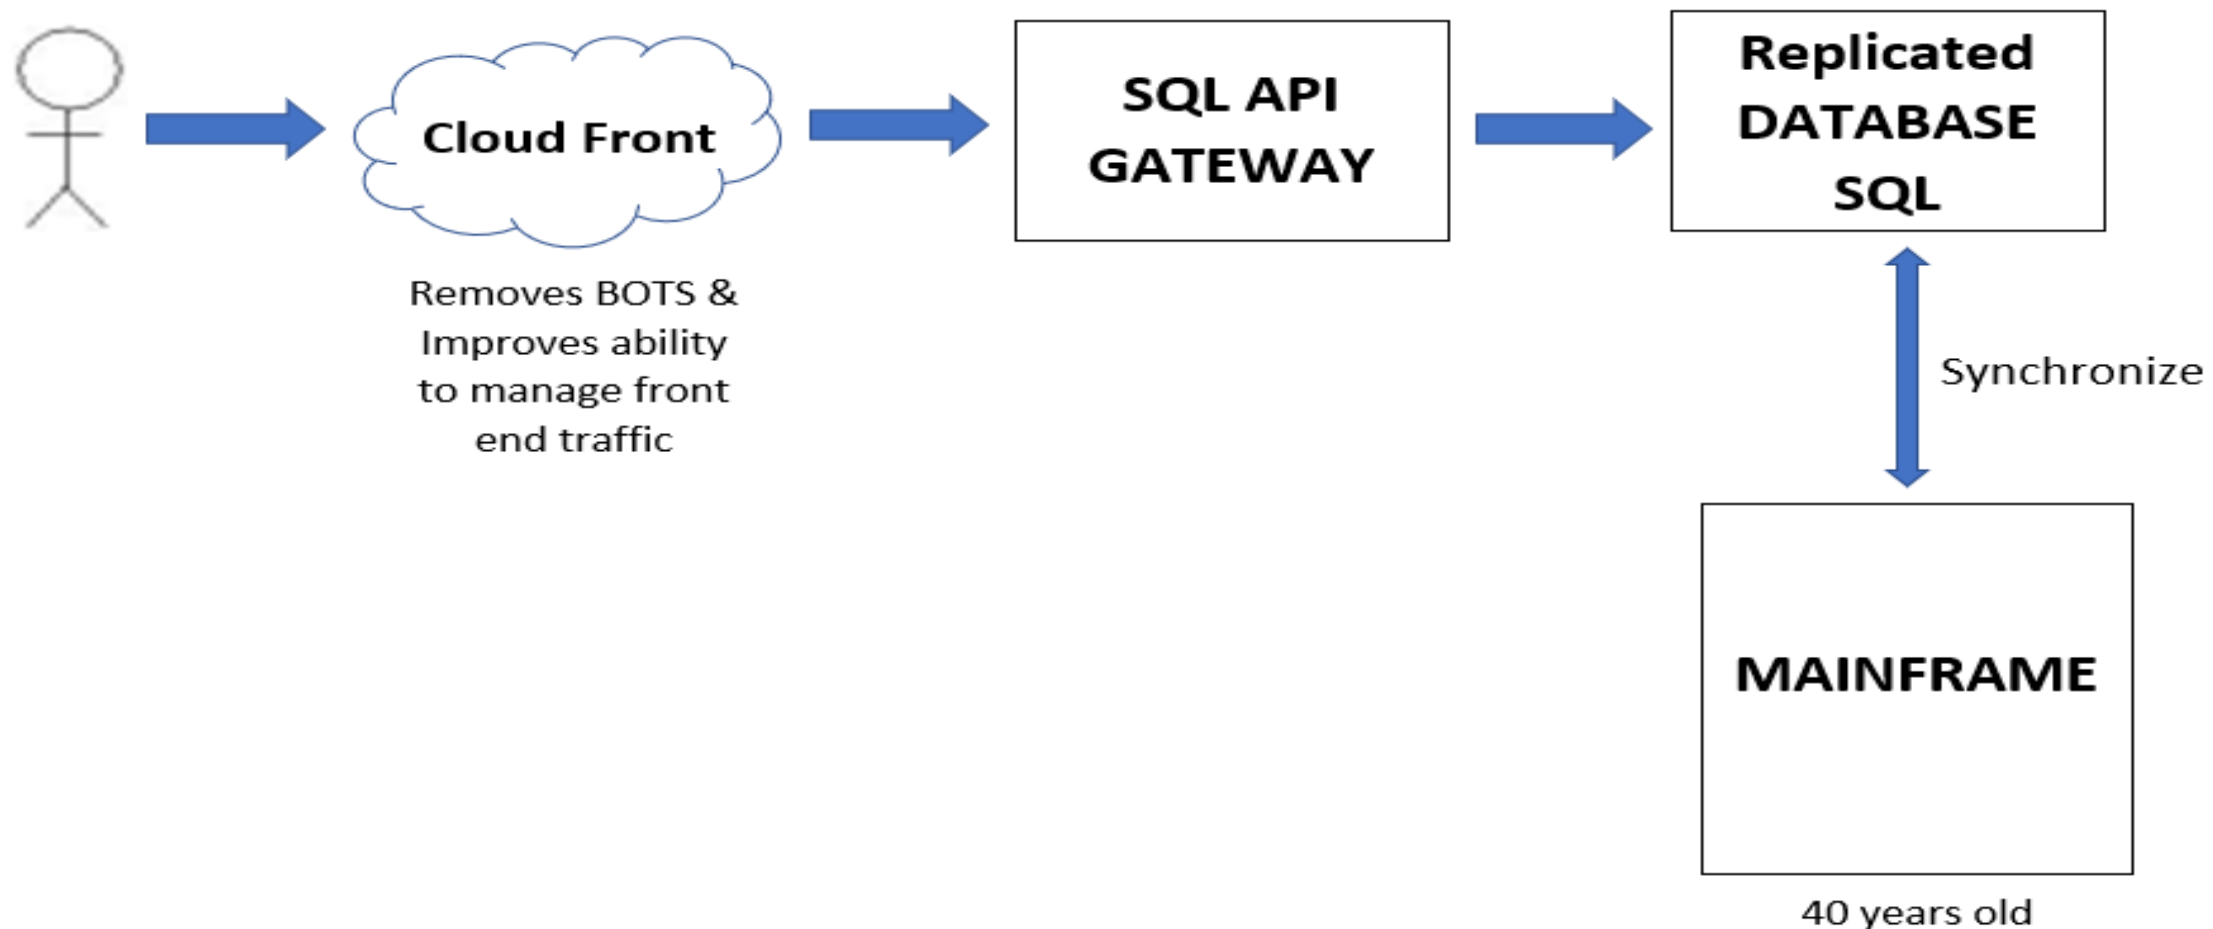 Cloud Front
Removes BOTS &
Improves ability
to manage front
end traffic
SQL API
GATEWAY
Replicated
DATABASE
SQL
Synchronize
MAINFRAME
40 years old